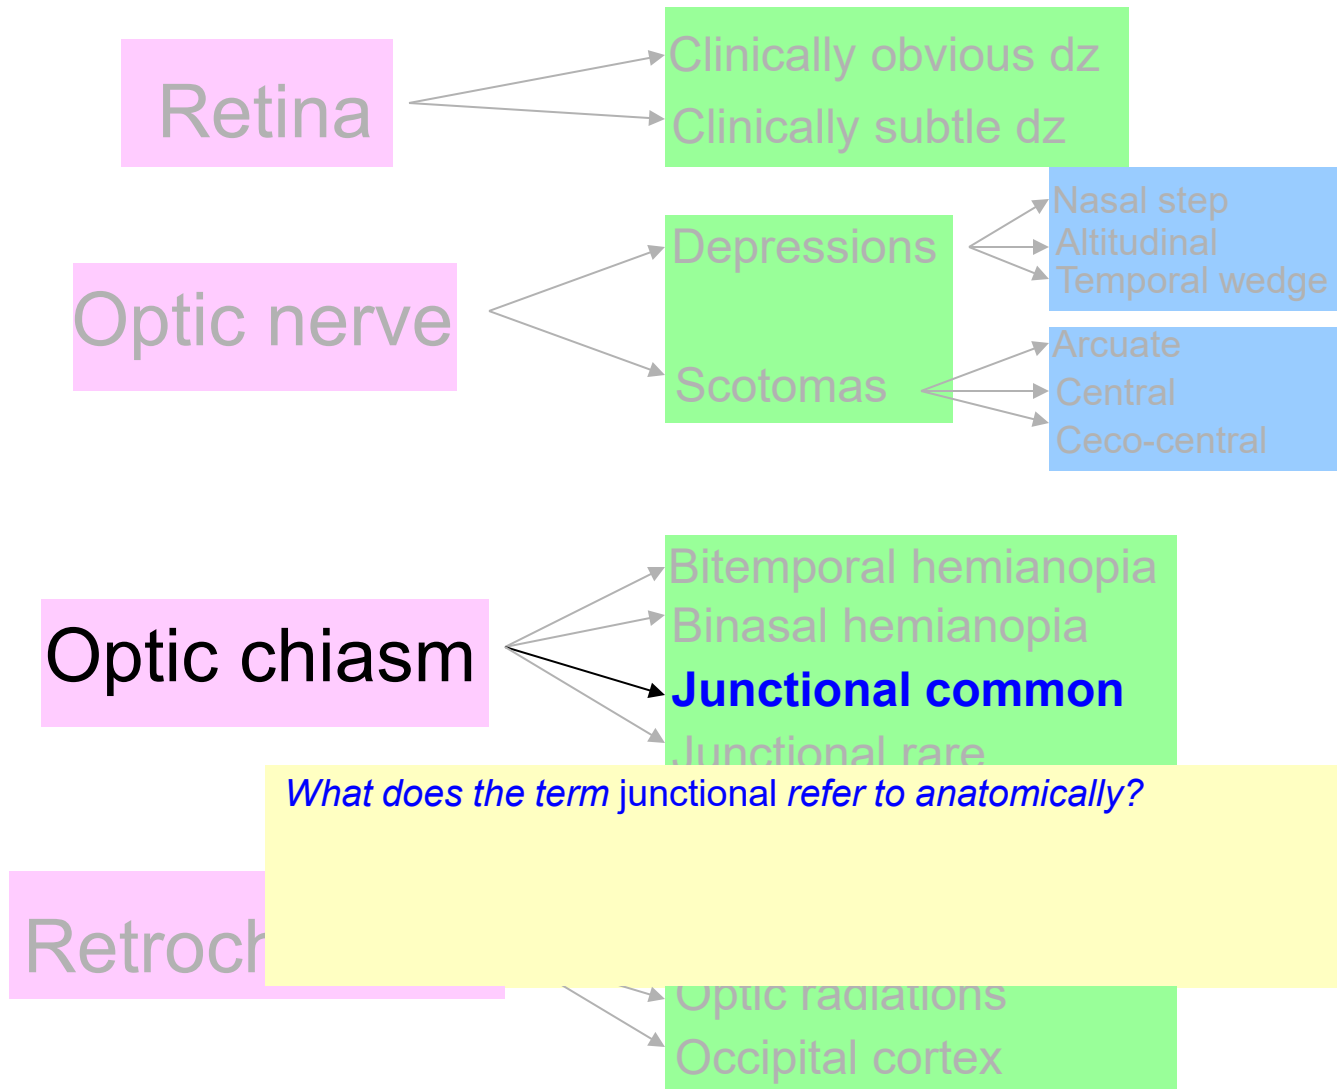 Retina
Clinically obvious dz
Clinically subtle dz
Optic nerve
Depressions
Nasal step
Altitudinal
Temporal wedge
Scotomas
Arcuate
Central
Ceco-central
Optic chiasm
Bitemporal hemianopia
Binasal hemianopia
Junctional common
Junctional rare
What does the term junctional refer to anatomically?
Optic radiations
Occipital cortex